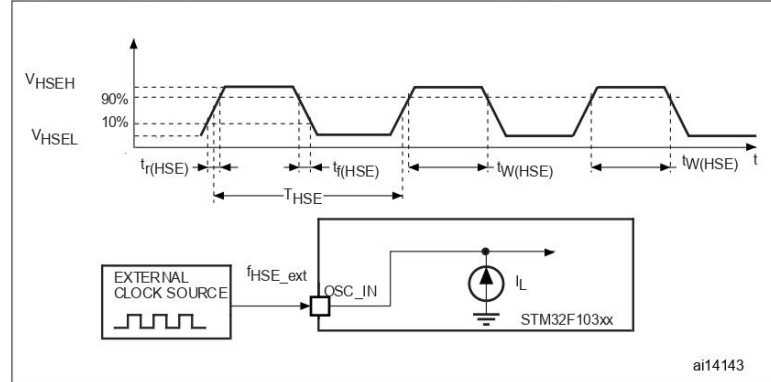 VHSEH
90%
10%
VHSEL
tr(HSE) tf(HSE) tW(HSE) tW(HSE) t
THSE
EXTERNAL
CLOCK SOURCE
fHSE_ext
OSC_IN
IL
STM32F103xx
ai14143